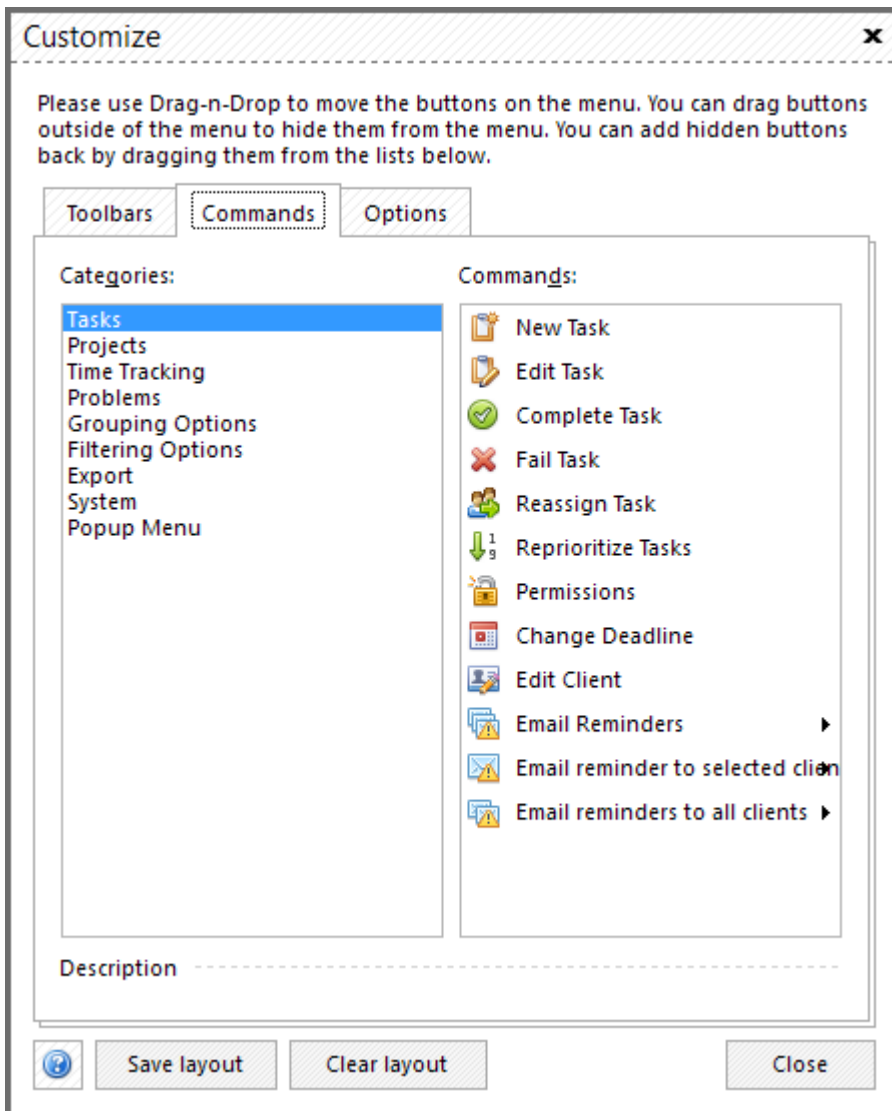 Customize
Please use Drag-n-Drop to move the buttons on the menu. You can drag buttons
outside of the menu to hide them from the menu. You can add hidden buttons
back by dragging them from the lists below.
Toolbars Commands Options
Categories:
Tasks
Projects
Time Tracking
Problems
Grouping Options
Filtering Options
Export
System
Popup Menu
Commands:
New Task
Edit Task
Complete Task
Fail Task
Reassign Task
Reprioritize Tasks
Permissions
Change Deadline
Edit Client
Email Reminders
Email reminder to selected clien
Email reminders to all clients
Description
Save layout Clear layout Close